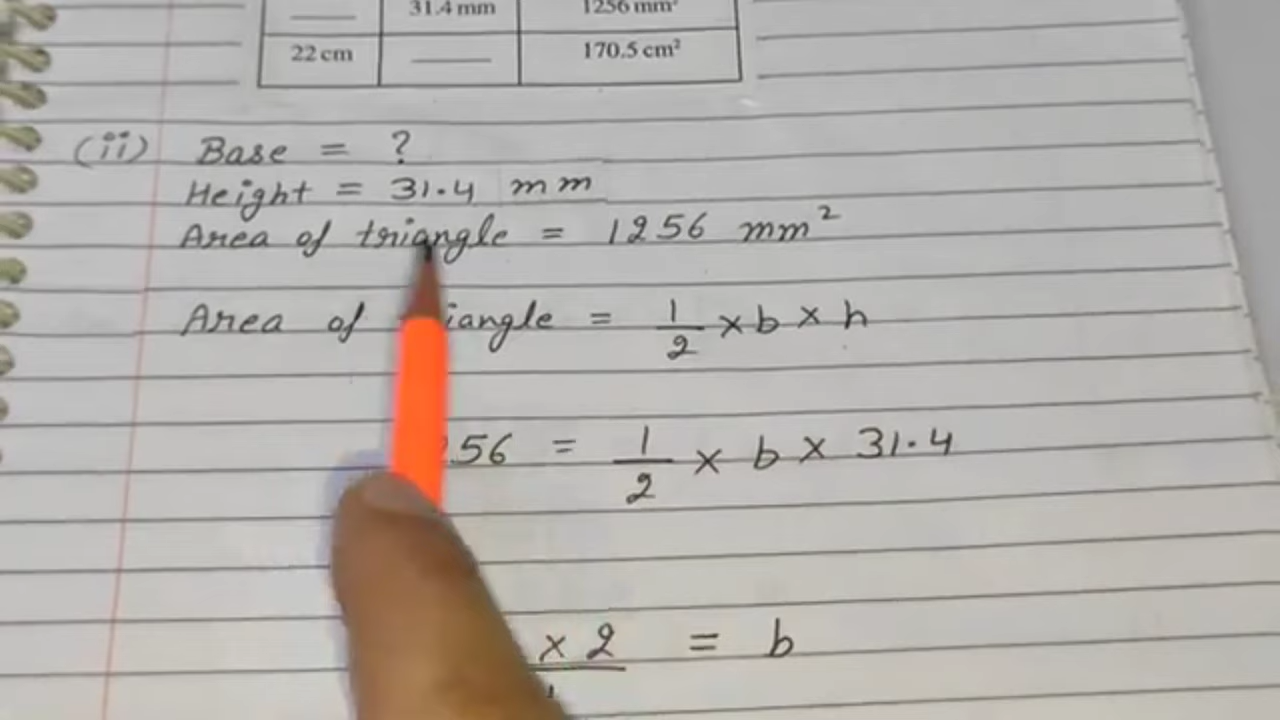 31.4 mm 1256 mm²
22 cm 170.5 cm²
(ii) Base = ?
Height = 31.4 mm
Area of triangle = 1256 mm²
Area of iangle = 1/2 × b × h
56 = 1/2 × b × 31.4
× 2 = b